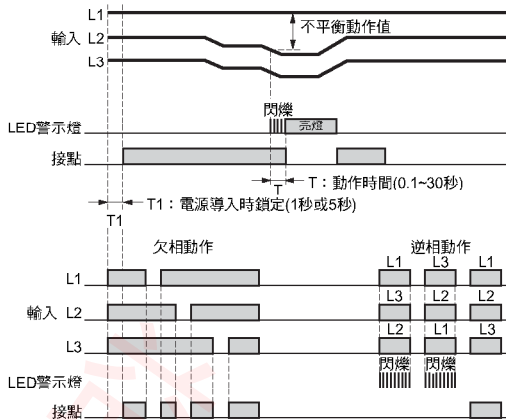 L1
不平衡動作值
輸入 L2
L3
閃爍
LED警示燈
亮燈
接點
T
T：動作時間(0.1~30秒)
T1：電源導入時鎖定(1秒或5秒)
T1
欠相動作
逆相動作
L1
L1 L3
輸入 L2
L3 L2 L2
L3
L2 L1 L3
閃爍 閃爍
LED警示燈
接點